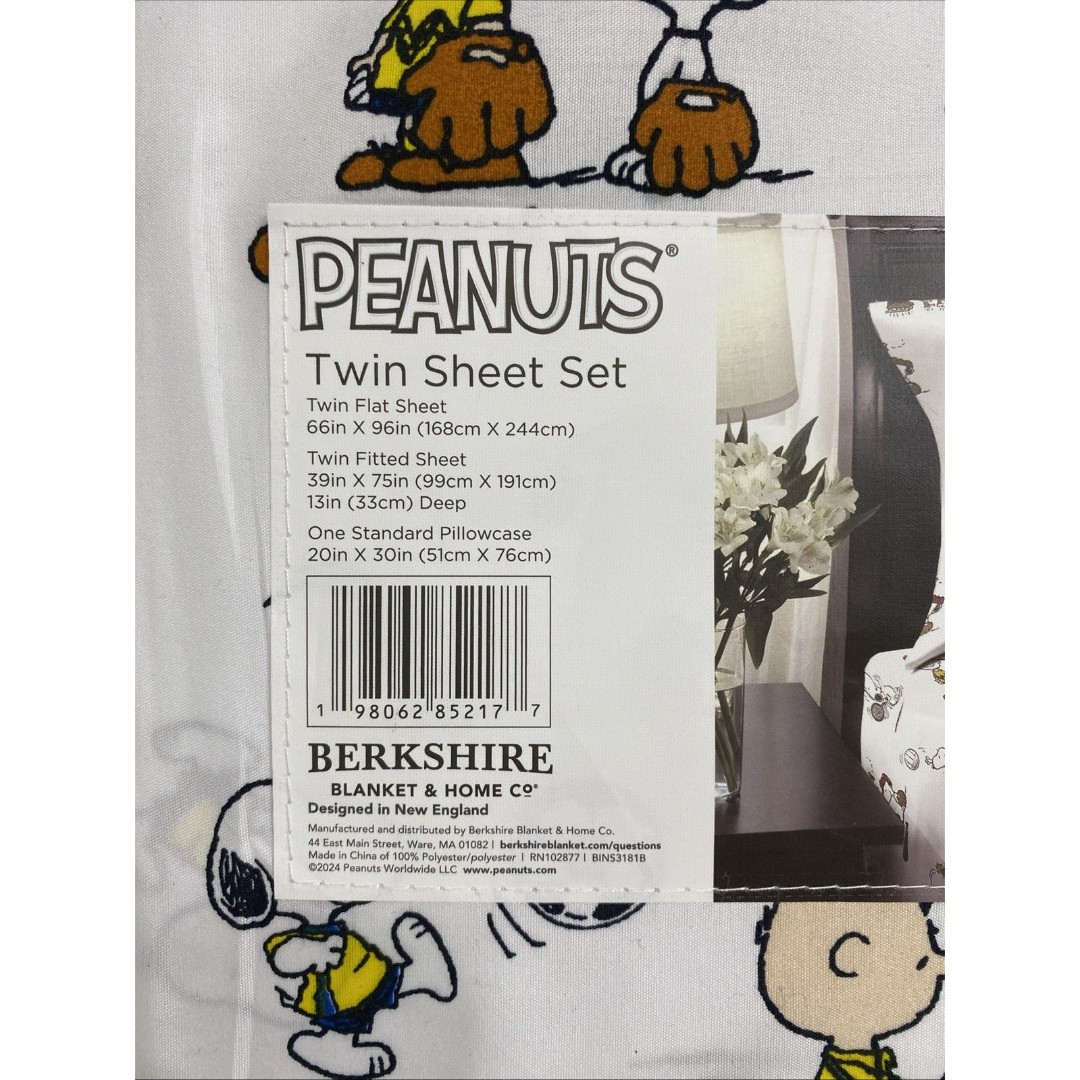 PEANUTS®
Twin Sheet Set
Twin Flat Sheet
66in X 96in (168cm X 244cm)
Twin Fitted Sheet
39in X 75in (99cm X 191cm)
13in (33cm) Deep
One Standard Pillowcase
20in X 30in (51cm X 76cm)
1 98062 85217 7
BERKSHIRE
BLANKET & HOME Cº®
Designed in New England
Manufactured and distributed by Berkshire Blanket & Home Co.
44 East Main Street, Ware, MA 01082 | berkshireblanket.com/questions
Made in China of 100% Polyester/polyester | RN102877 | BINS3181B
©2024 Peanuts Worldwide LLC www.peanuts.com